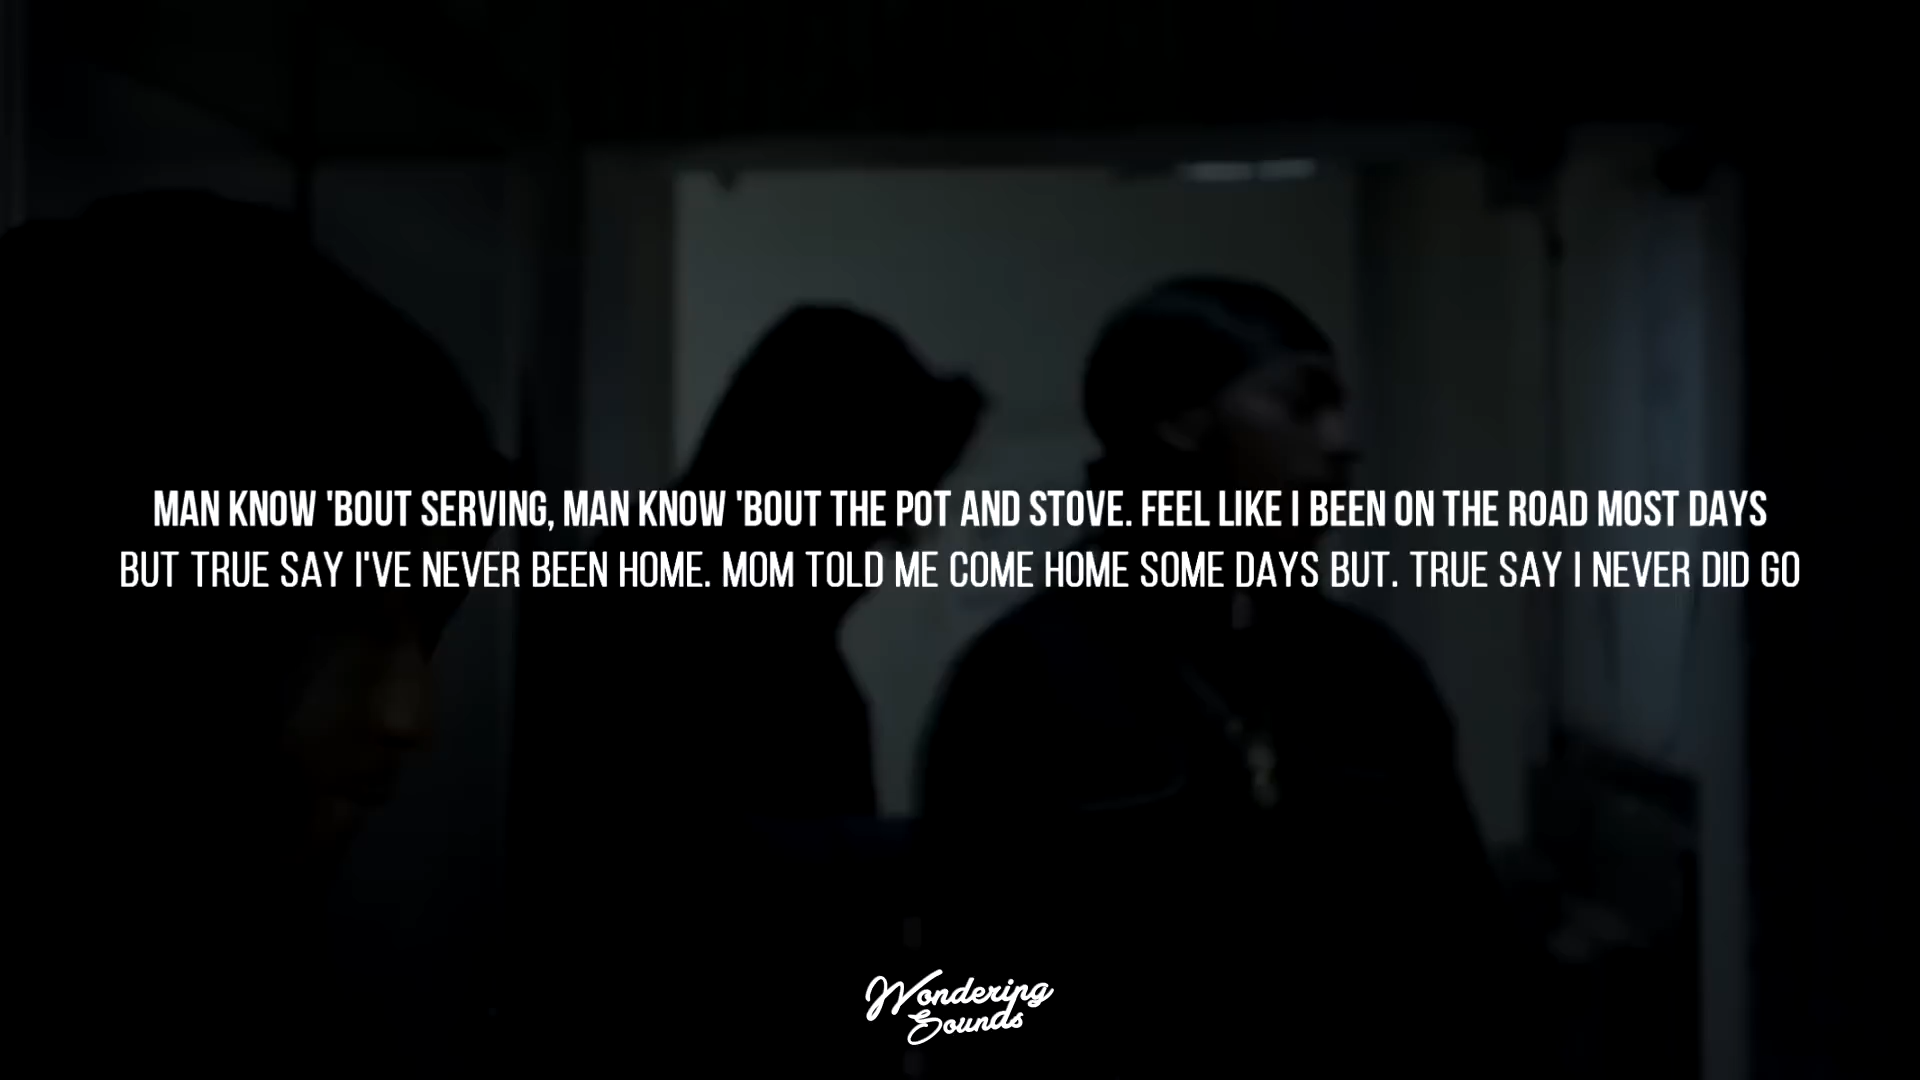 MAN KNOW 'BOUT SERVING, MAN KNOW 'BOUT THE POT AND STOVE. FEEL LIKE I BEEN ON THE ROAD MOST DAYS
BUT TRUE SAY I'VE NEVER BEEN HOME. MOM TOLD ME COME HOME SOME DAYS BUT. TRUE SAY I NEVER DID GO
Wondering
Sounds